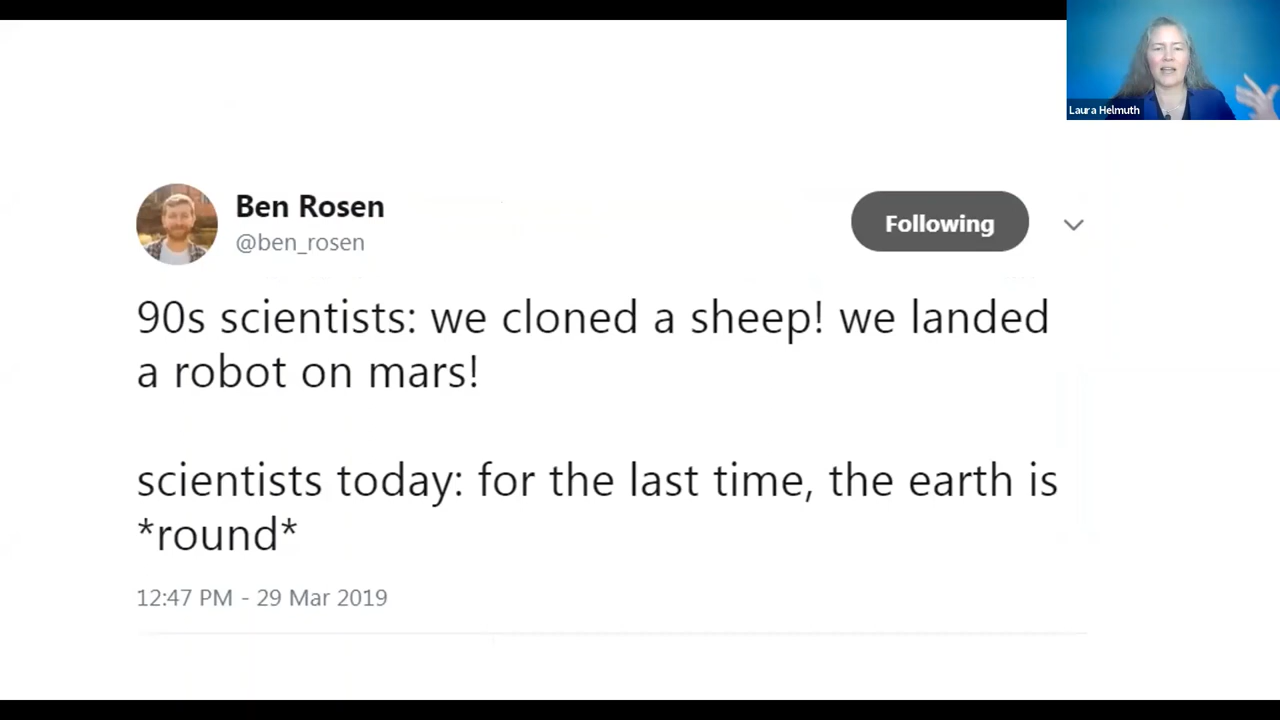 Laura Helmuth
Ben Rosen
@ben_rosen
Following
90s scientists: we cloned a sheep! we landed
a robot on mars!
scientists today: for the last time, the earth is
*round*
12:47 PM - 29 Mar 2019